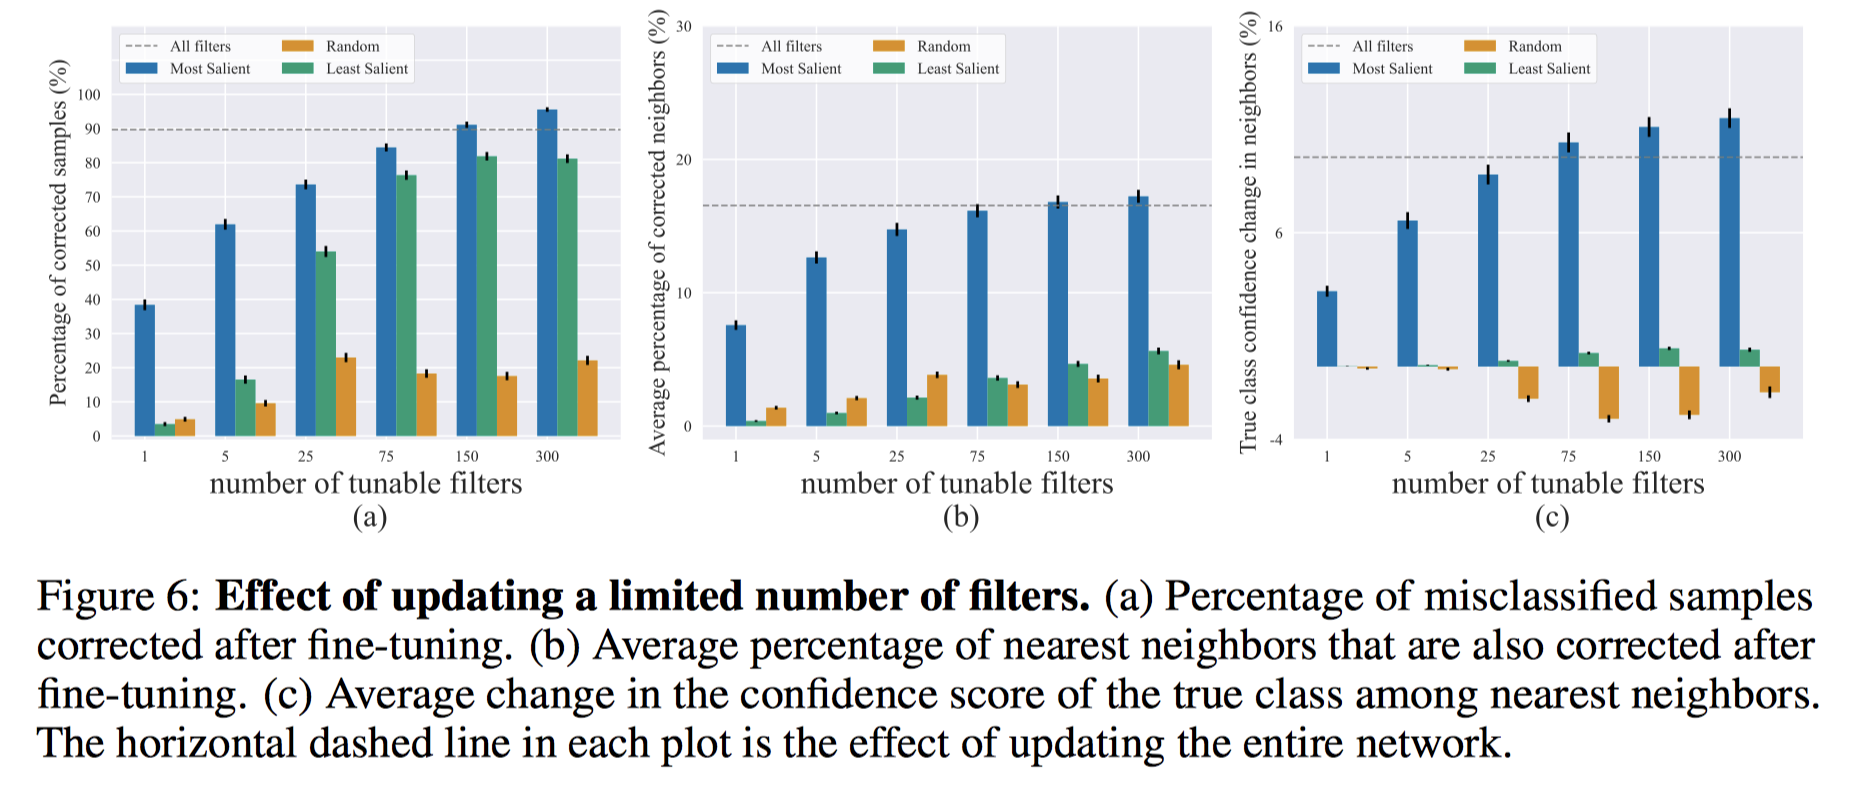 Percentage of corrected samples (%)
All filters
Most Salient
Random
Least Salient
100
90
80
70
60
50
40
30
20
10
0
1 5 25 75 150 300
number of tunable filters
(a)
Average percentage of corrected neighbors (%)
All filters
Most Salient
Random
Least Salient
30
20
10
0
1 5 25 75 150 300
number of tunable filters
(b)
True class confidence change in neighbors (%)
All filters
Most Salient
Random
Least Salient
16
6
-4
1 5 25 75 150 300
number of tunable filters
(c)
Figure 6: Effect of updating a limited number of filters. (a) Percentage of misclassified samples
corrected after fine-tuning. (b) Average percentage of nearest neighbors that are also corrected after
fine-tuning. (c) Average change in the confidence score of the true class among nearest neighbors.
The horizontal dashed line in each plot is the effect of updating the entire network.